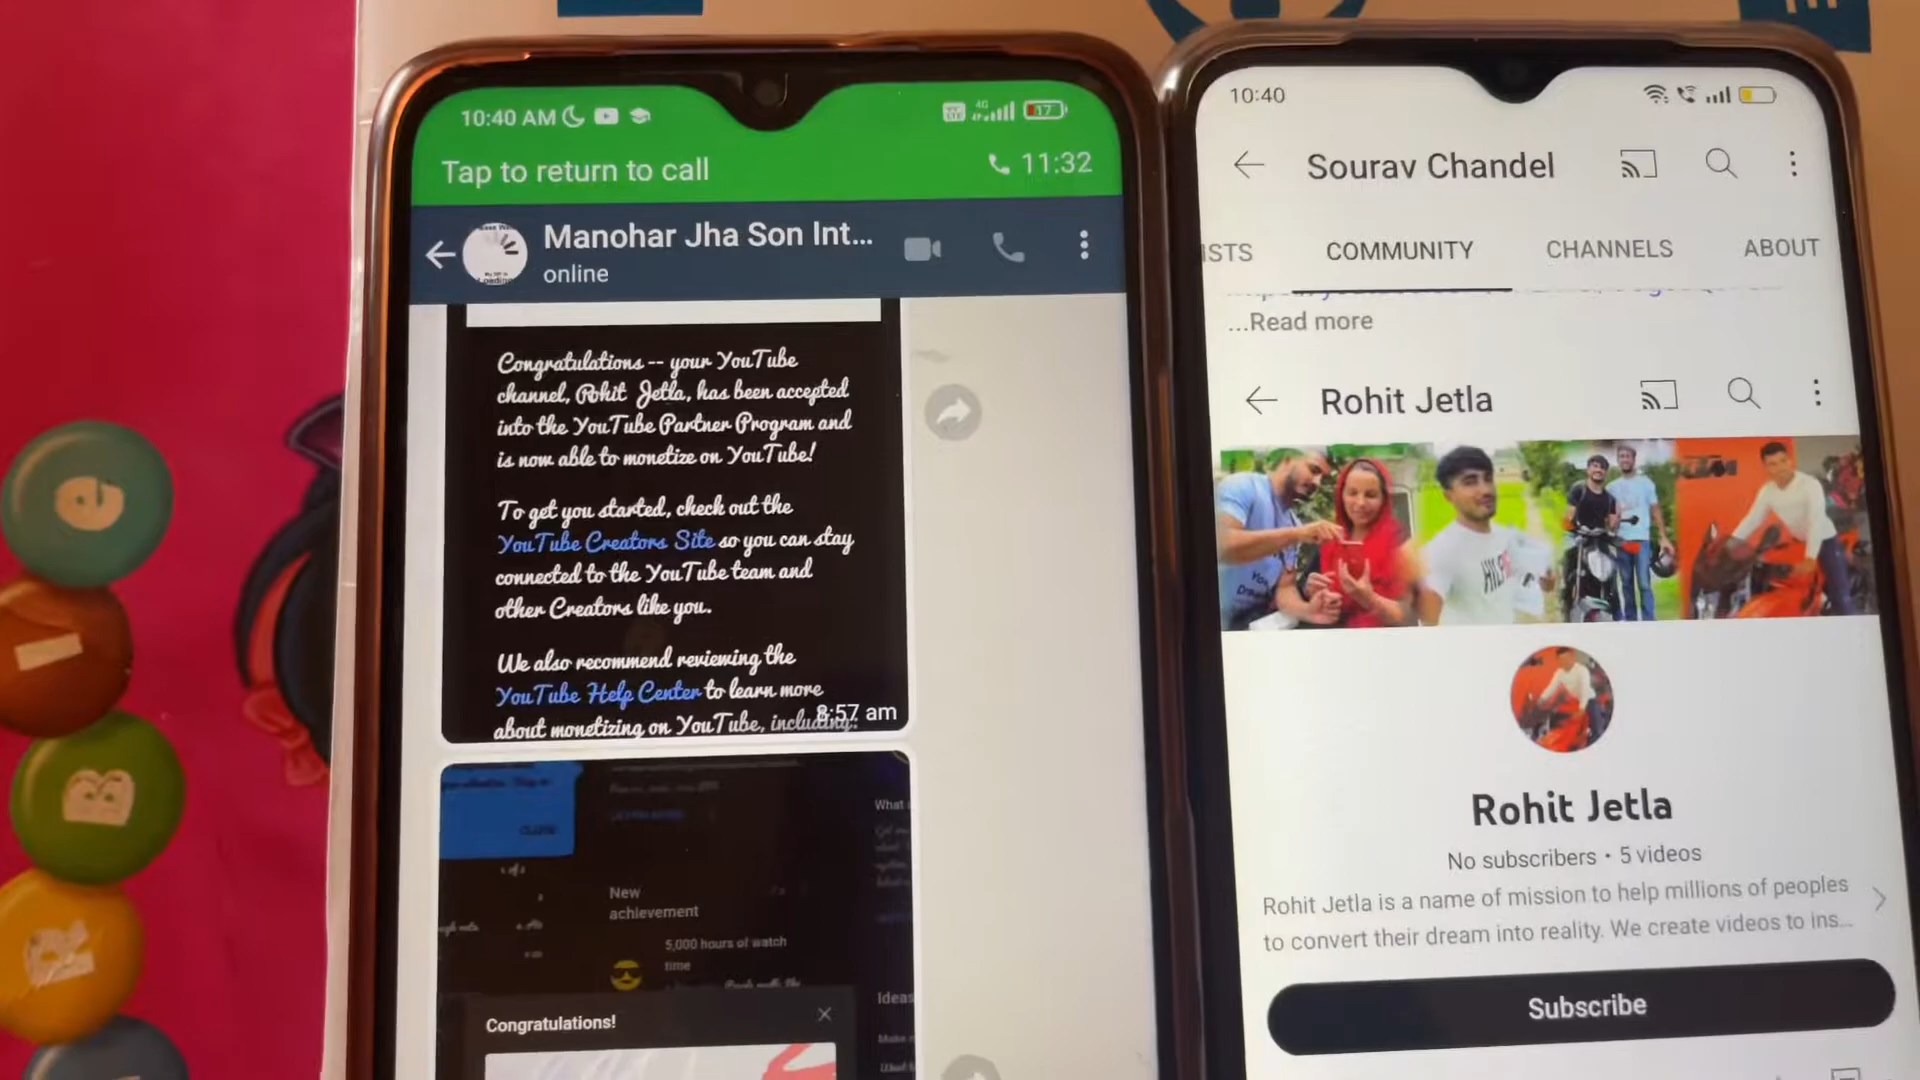 10:40 AM
17
Tap to return to call
11:32
Manohar Jha Son Int...
online
Congratulations -- your YouTube
channel, Rohit Jetla, has been accepted
into the YouTube Partner Program and
is now able to monetize on YouTube!
To get you started, check out the
YouTube Creators Site so you can stay
connected to the YouTube team and
other Creators like you.
We also recommend reviewing the
YouTube Help Center to learn more
about monetizing on YouTube, including:
8:57 am
What
New
achievement
5,000 hours of watch
time
Ideas
Congratulations!
10:40
Sourav Chandel
ISTS
COMMUNITY
CHANNELS
ABOUT
...Read more
Rohit Jetla
Rohit Jetla
No subscribers • 5 videos
Rohit Jetla is a name of mission to help millions of peoples
to convert their dream into reality. We create videos to ins...
Subscribe